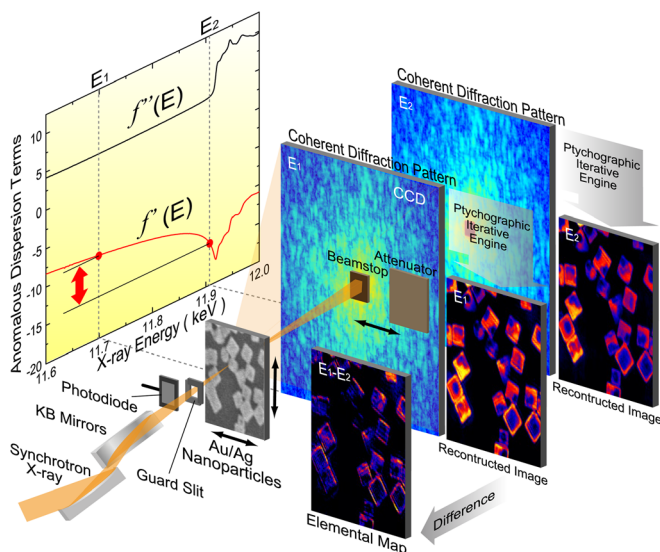 E1
E2
f''(E)
f'(E)
Anomalous Dispersion Terms
10
5
0
-5
-10
-15
-20
11.6
11.7
11.8
11.9
12.0
X-ray Energy ( keV )
Coherent Diffraction Pattern
E2
Coherent Diffraction Pattern
E1
CCD
Ptychographic
Iterative
Engine
Ptychographic
Iterative
Engine
Beamstop
Attenuator
E2
Recontructed Image
E1
Recontructed Image
E1-E2
Elemental Map
Difference
Photodiode
KB Mirrors
Synchrotron
X-ray
Guard Slit
Au/Ag
Nanoparticles